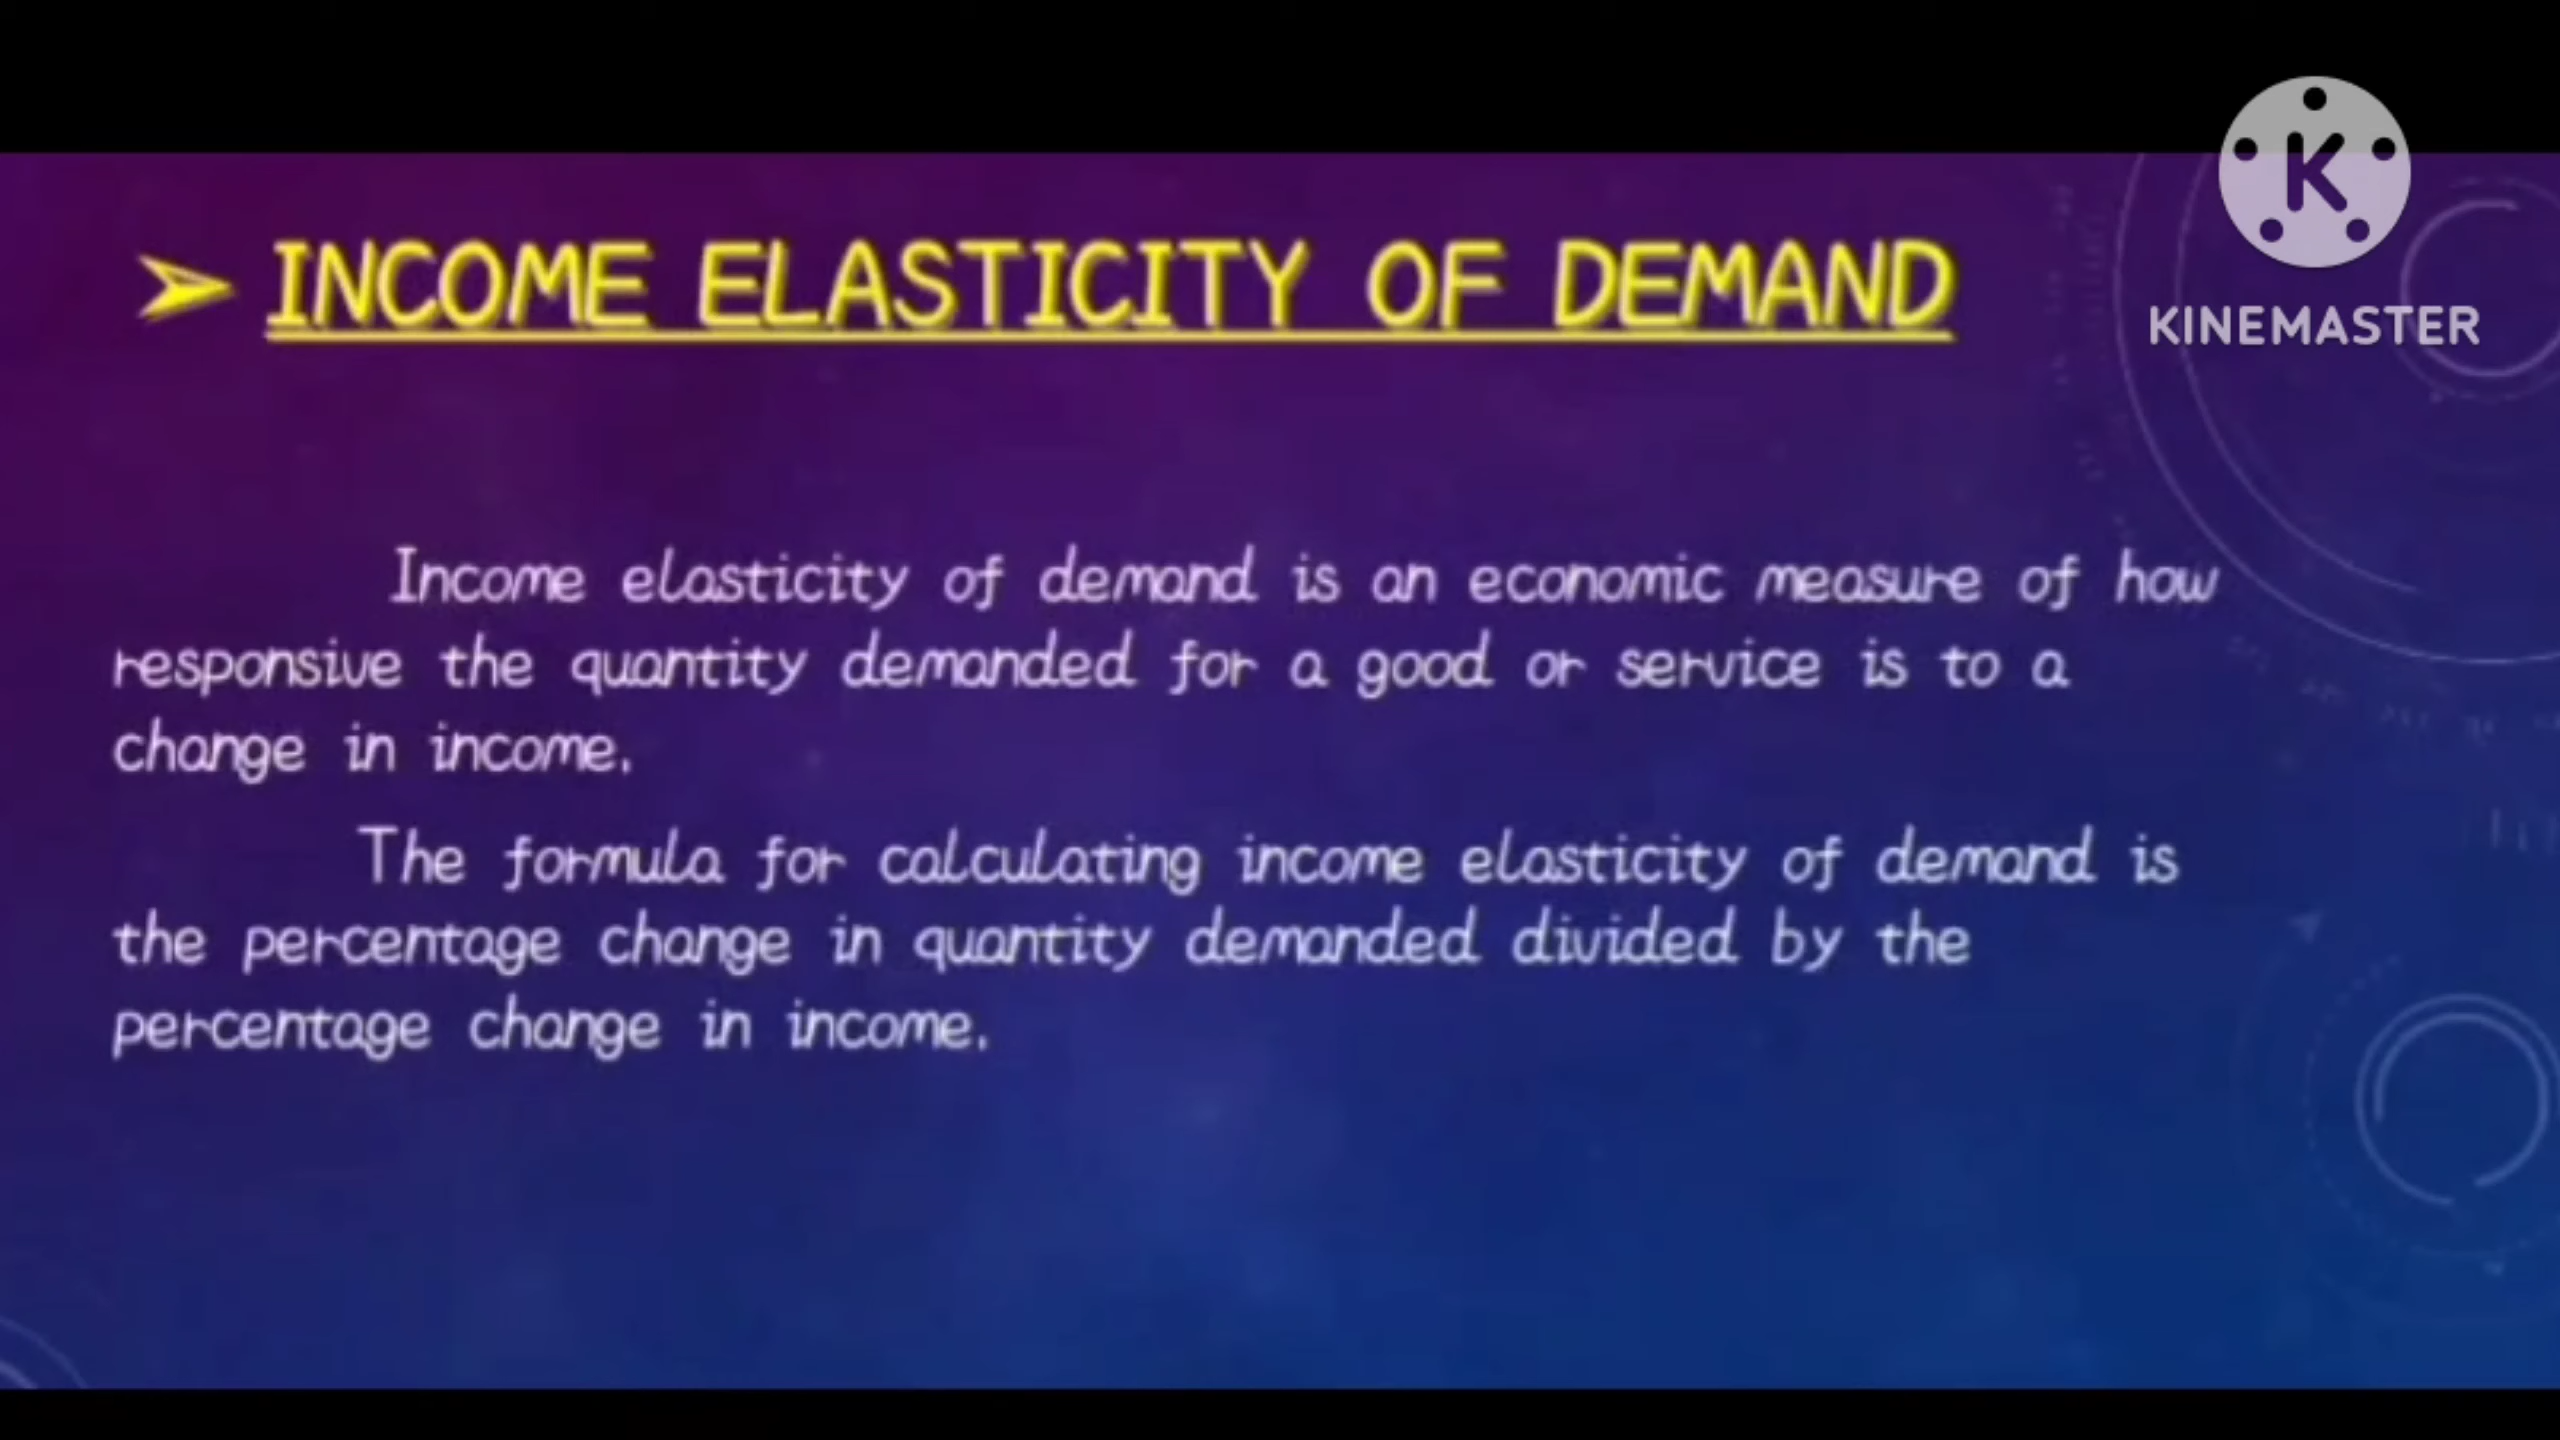 K
KINEMASTER
➢ INCOME ELASTICITY OF DEMAND
Income elasticity of demand is an economic measure of how
responsive the quantity demanded for a good or service is to a
change in income.
The formula for calculating income elasticity of demand is
the percentage change in quantity demanded divided by the
percentage change in income.